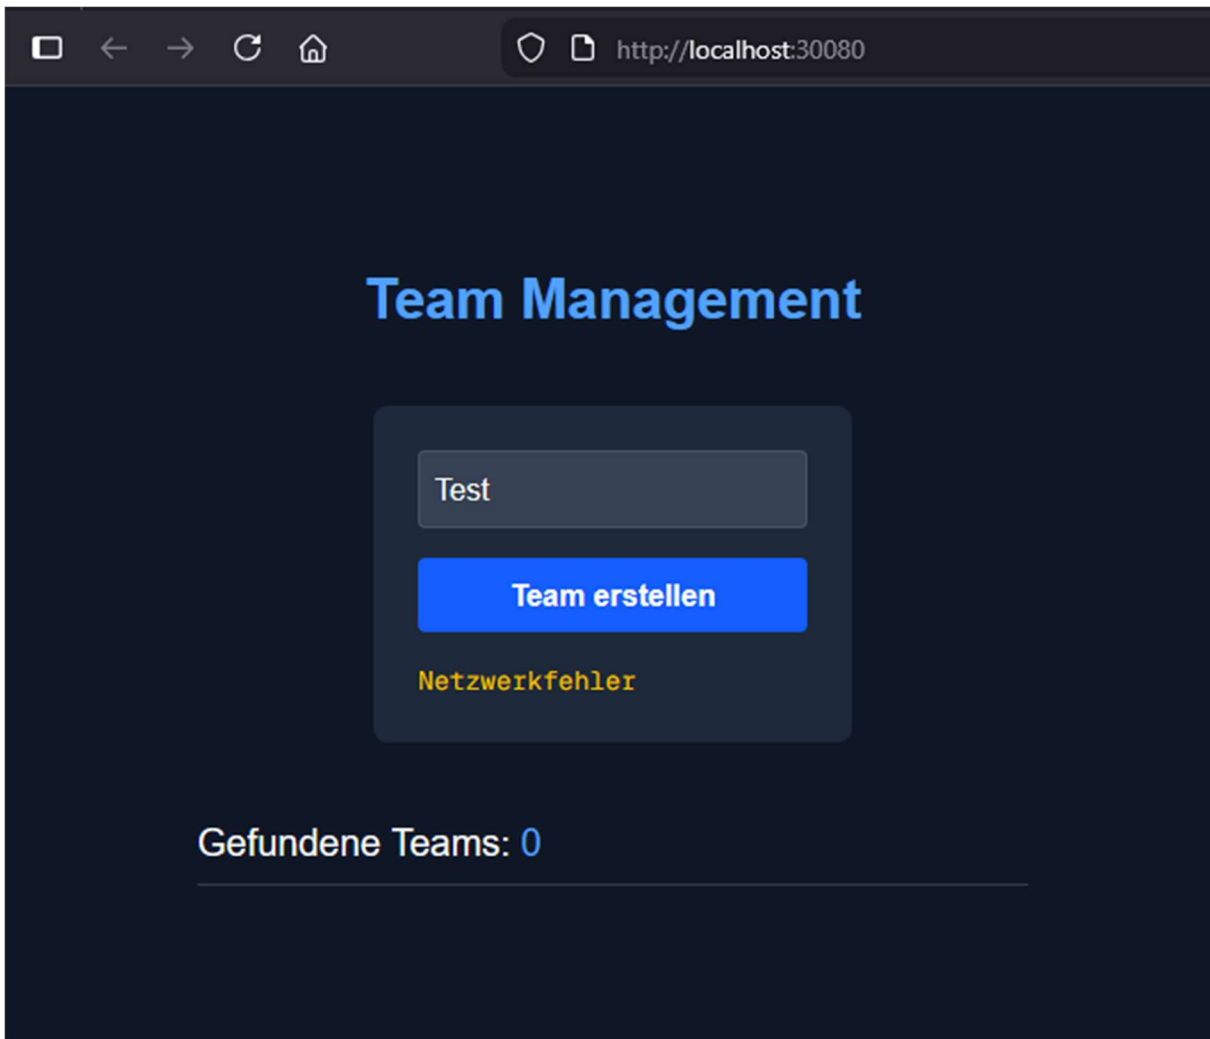 http://localhost:30080
Team Management
Test
Team erstellen
Netzwerkfehler
Gefundene Teams: 0